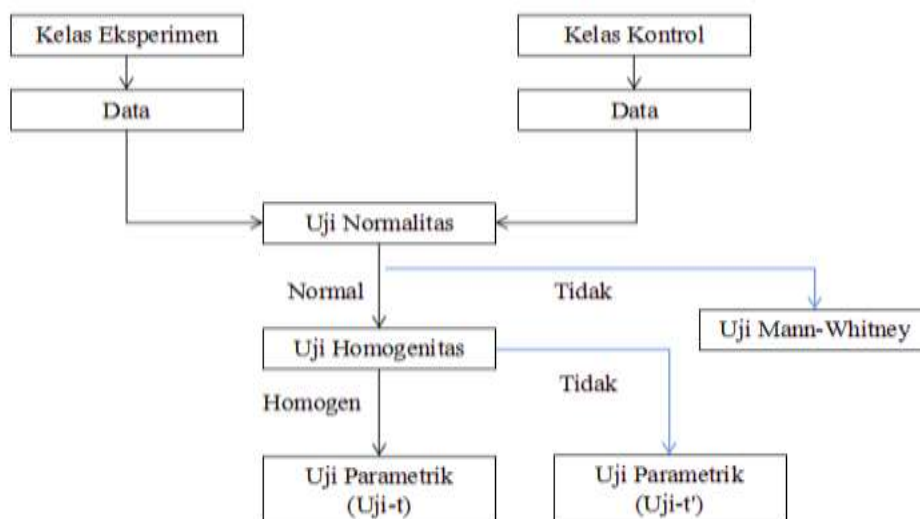 Kelas Eksperimen
Kelas Kontrol
Data
Data
Uji Normalitas
Normal
Tidak
Uji Mann-Whitney
Uji Homogenitas
Tidak
Homogen
Uji Parametrik
(Uji-t)
Uji Parametrik
(Uji-t')